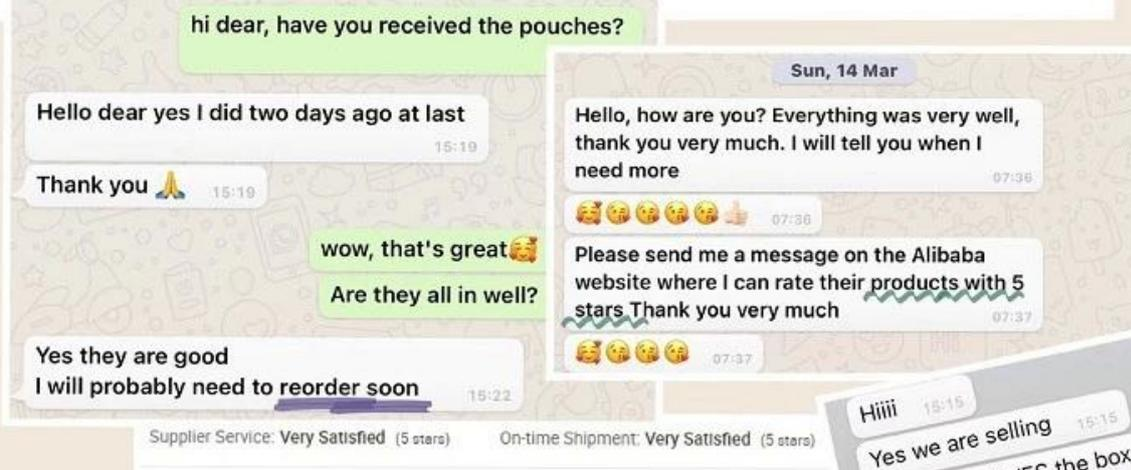 hi dear, have you received the pouches?
Hello dear yes I did two days ago at last
15:19
Thank you 🙏 15:19
wow, that's great🥰
Are they all in well?
Yes they are good
I will probably need to reorder soon
15:22
Sun, 14 Mar
Hello, how are you? Everything was very well,
thank you very much. I will tell you when I
need more
07:36
🥰😘😘😘😘👍🏻 07:36
Please send me a message on the Alibaba
website where I can rate their products with 5
stars Thank you very much
07:37
🥰😘😘😘 07:37
Hiiii 15:15
Yes we are selling 15:15
the box
Supplier Service: Very Satisfied (5 stars) On-time Shipment: Very Satisfied (5 stars)